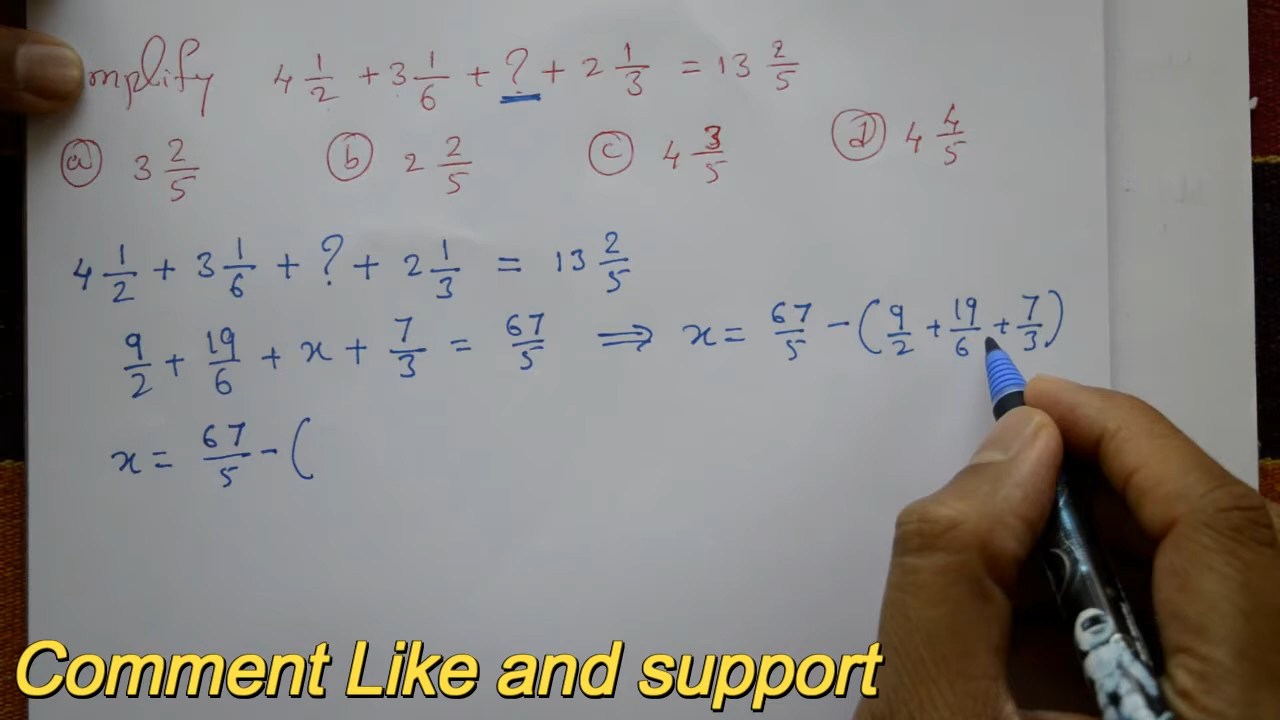 mplify 4 1/2 + 3 1/6 + ? + 2 1/3 = 13 2/5
(a) 3 2/5 (b) 2 2/5 (c) 4 3/5 (d) 4 4/5
4 1/2 + 3 1/6 + ? + 2 1/3 = 13 2/5
9/2 + 19/6 + x + 7/3 = 67/5 ⇒ x = 67/5 - (9/2 + 19/6 + 7/3)
x = 67/5 - (
Comment Like and support